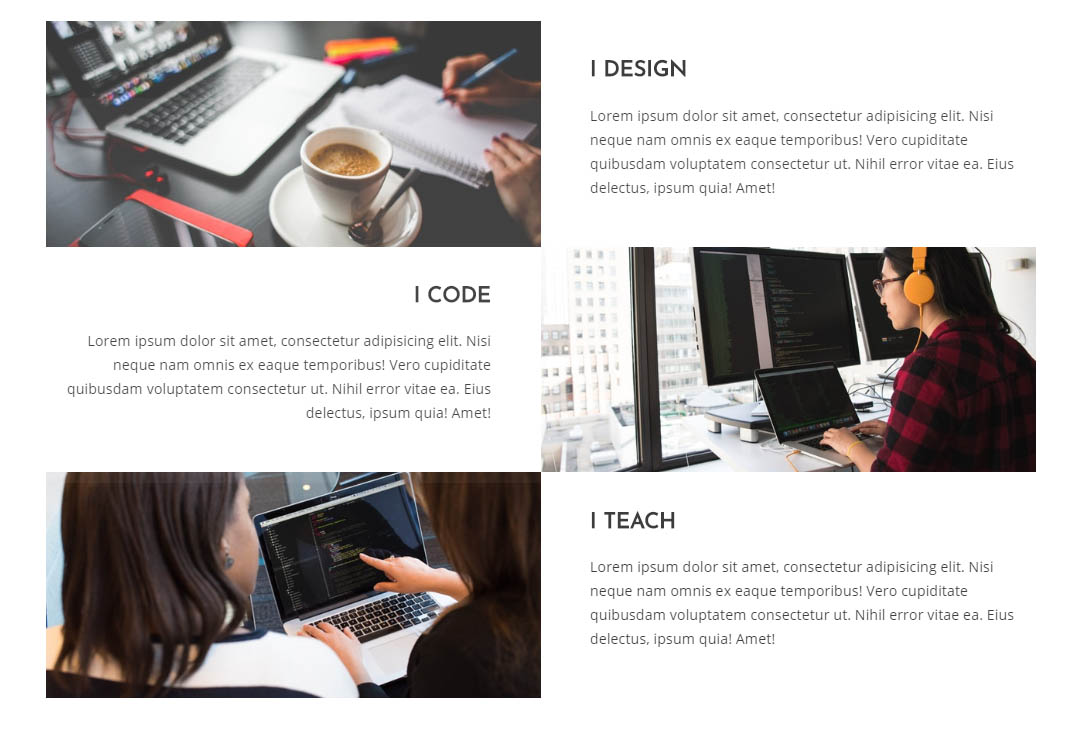 I DESIGN
Lorem ipsum dolor sit amet, consectetur adipisicing elit. Nisi
neque nam omnis ex eaque temporibus! Vero cupiditate
quibusdam voluptatem consectetur ut. Nihil error vitae ea. Eius
delectus, ipsum quia! Amet!
I CODE
Lorem ipsum dolor sit amet, consectetur adipisicing elit. Nisi
neque nam omnis ex eaque temporibus! Vero cupiditate
quibusdam voluptatem consectetur ut. Nihil error vitae ea. Eius
delectus, ipsum quia! Amet!
I TEACH
Lorem ipsum dolor sit amet, consectetur adipisicing elit. Nisi
neque nam omnis ex eaque temporibus! Vero cupiditate
quibusdam voluptatem consectetur ut. Nihil error vitae ea. Eius
delectus, ipsum quia! Amet!